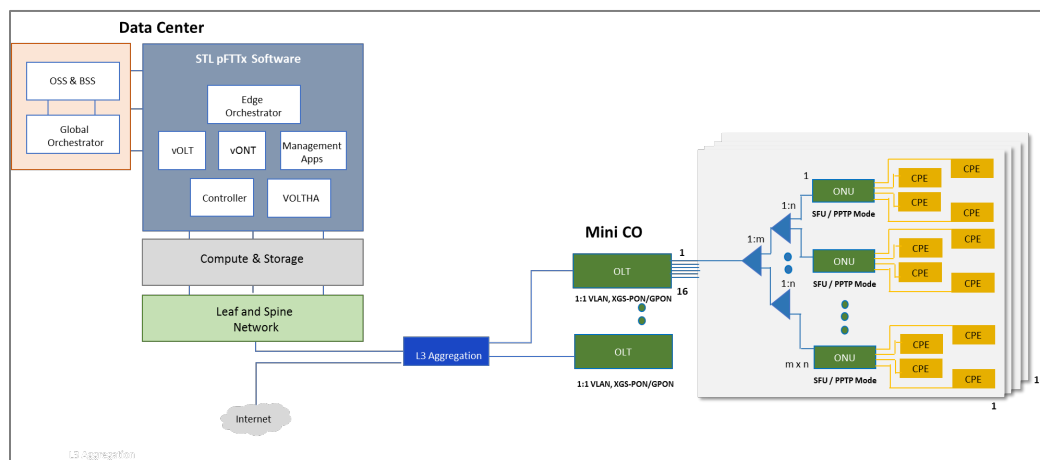 Data Center
OSS & BSS
Global
Orchestrator
STL pFTTx Software
Edge
Orchestrator
vOLT
vONT
Management
Apps
Controller
VOLTHA
Compute & Storage
Leaf and Spine
Network
L3 Aggregation
Internet
L3 Aggregation
Mini CO
OLT
1
16
1:1 VLAN, XGS-PON/GPON
OLT
1:1 VLAN, XGS-PON/GPON
1:m
1:n
1:n
1
ONU
SFU / PPTP Mode
CPE
CPE
CPE
CPE
ONU
SFU / PPTP Mode
CPE
CPE
CPE
CPE
m x n
ONU
SFU / PPTP Mode
CPE
CPE
CPE
CPE
1
1